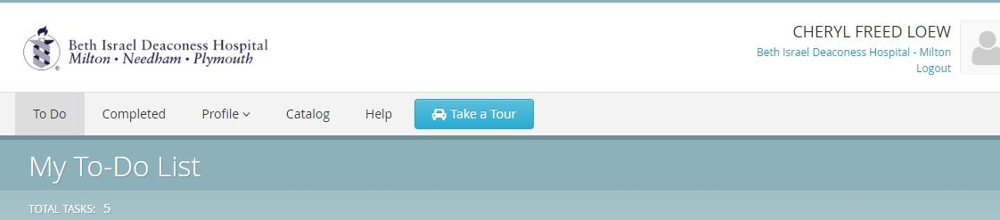 Beth Israel Deaconess Hospital
Milton • Needham • Plymouth
®
CHERYL FREED LOEW
Beth Israel Deaconess Hospital - Milton
Logout
To Do Completed Profile Catalog Help Take a Tour
My To-Do List
TOTAL TASKS: 5